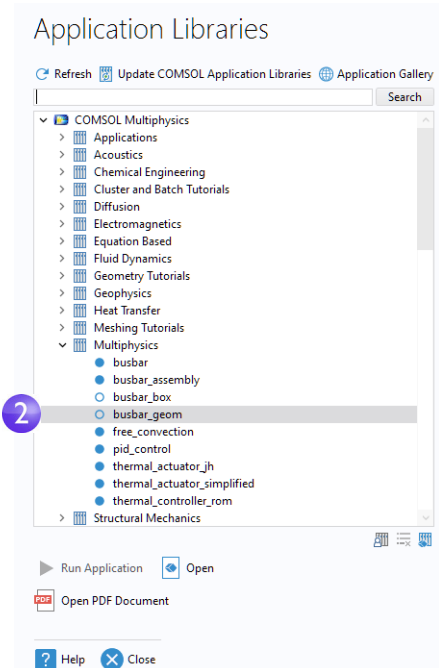 Application Libraries
Refresh Update COMSOL Application Libraries Application Gallery
Search
COMSOL Multiphysics
Applications
Acoustics
Chemical Engineering
Cluster and Batch Tutorials
Diffusion
Electromagnetics
Equation Based
Fluid Dynamics
Geometry Tutorials
Geophysics
Heat Transfer
Meshing Tutorials
Multiphysics
busbar
busbar_assembly
busbar_box
2 busbar_geom
free_convection
pid_control
thermal_actuator_jh
thermal_actuator_simplified
thermal_controller_rom
Structural Mechanics
Run Application Open
PDF Open PDF Document
? Help Close